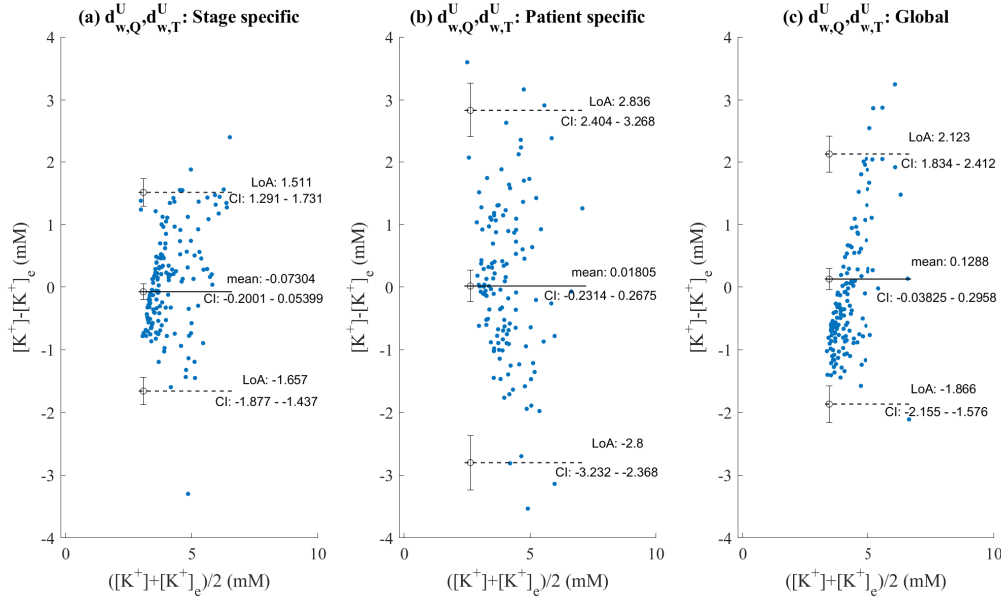 (a) d^U_w,Q,d^U_w,T: Stage specific
4
3
2
1
0
-1
-2
-3
-4
[K+]-[K+]e (mM)
LoA: 1.511
CI: 1.291 - 1.731
mean: -0.07304
CI: -0.2001 - 0.05399
LoA: -1.657
CI: -1.877 - -1.437
0
5
10
([K+]+[K+]e)/2 (mM)
(b) d^U_w,Q,d^U_w,T: Patient specific
4
3
2
1
0
-1
-2
-3
-4
[K+]-[K+]e (mM)
LoA: 2.836
CI: 2.404 - 3.268
mean: 0.01805
CI: -0.2314 - 0.2675
LoA: -2.8
CI: -3.232 - -2.368
0
5
10
([K+]+[K+]e)/2 (mM)
(c) d^U_w,Q,d^U_w,T: Global
4
3
2
1
0
-1
-2
-3
-4
[K+]-[K+]e (mM)
LoA: 2.123
CI: 1.834 - 2.412
mean: 0.1288
CI: -0.03825 - 0.2958
LoA: -1.866
CI: -2.155 - -1.576
0
5
10
([K+]+[K+]e)/2 (mM)